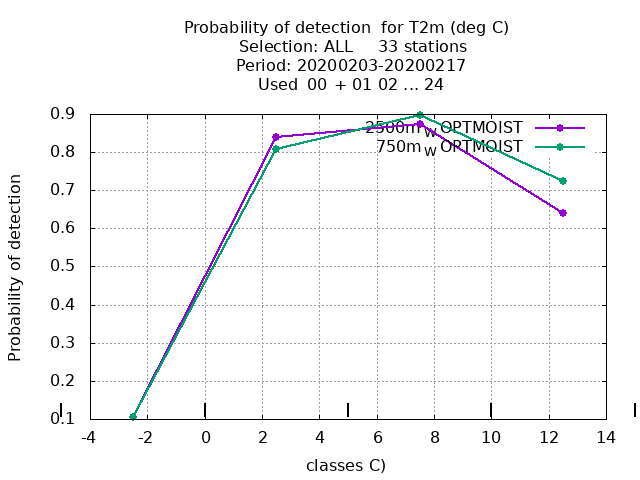 Probability of detection  for T2m (deg C)
Selection: ALL     33 stations
Period: 20200203-20200217
Used  00  + 01 02 ... 24
2500m W OPTMOIST
750m W OPTMOIST
Probability of detection
0.9
0.8
0.7
0.6
0.5
0.4
0.3
0.2
0.1
-4 -2 0 2 4 6 8 10 12 14
classes C)